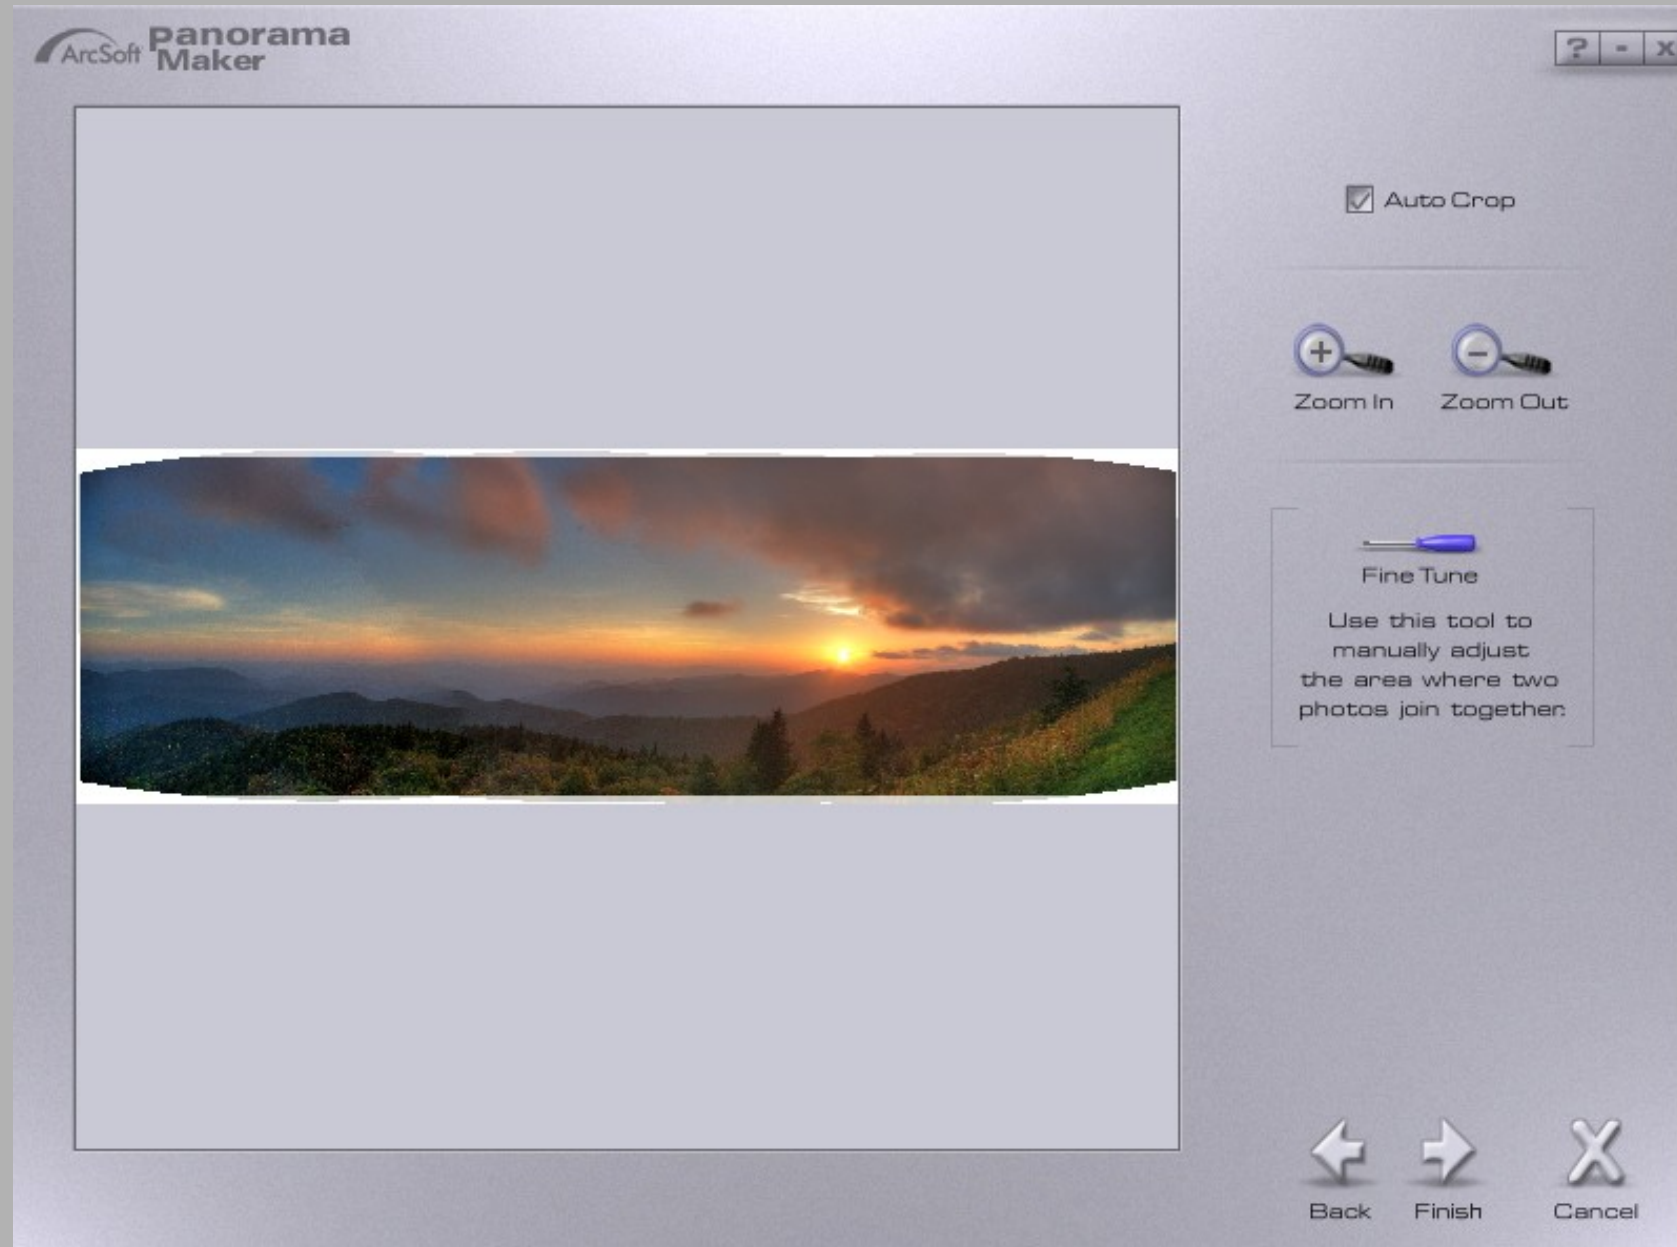 ArcSoft Panorama Maker
? - x
Auto Crop
Zoom In Zoom Out
Fine Tune
Use this tool to
manually adjust
the area where two
photos join together.
Back Finish Cancel